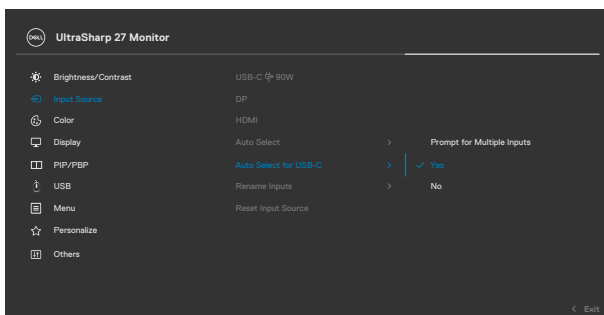 DELL
UltraSharp 27 Monitor
Brightness/Contrast
USB-C 90W
Input Source
DP
Color
HDMI
Display
Auto Select >
Prompt for Multiple Inputs
PIP/PBP
Auto Select for USB-C >
✓ Yes
USB
Rename Inputs >
No
Menu
Reset Input Source
Personalize
Others
< Exit